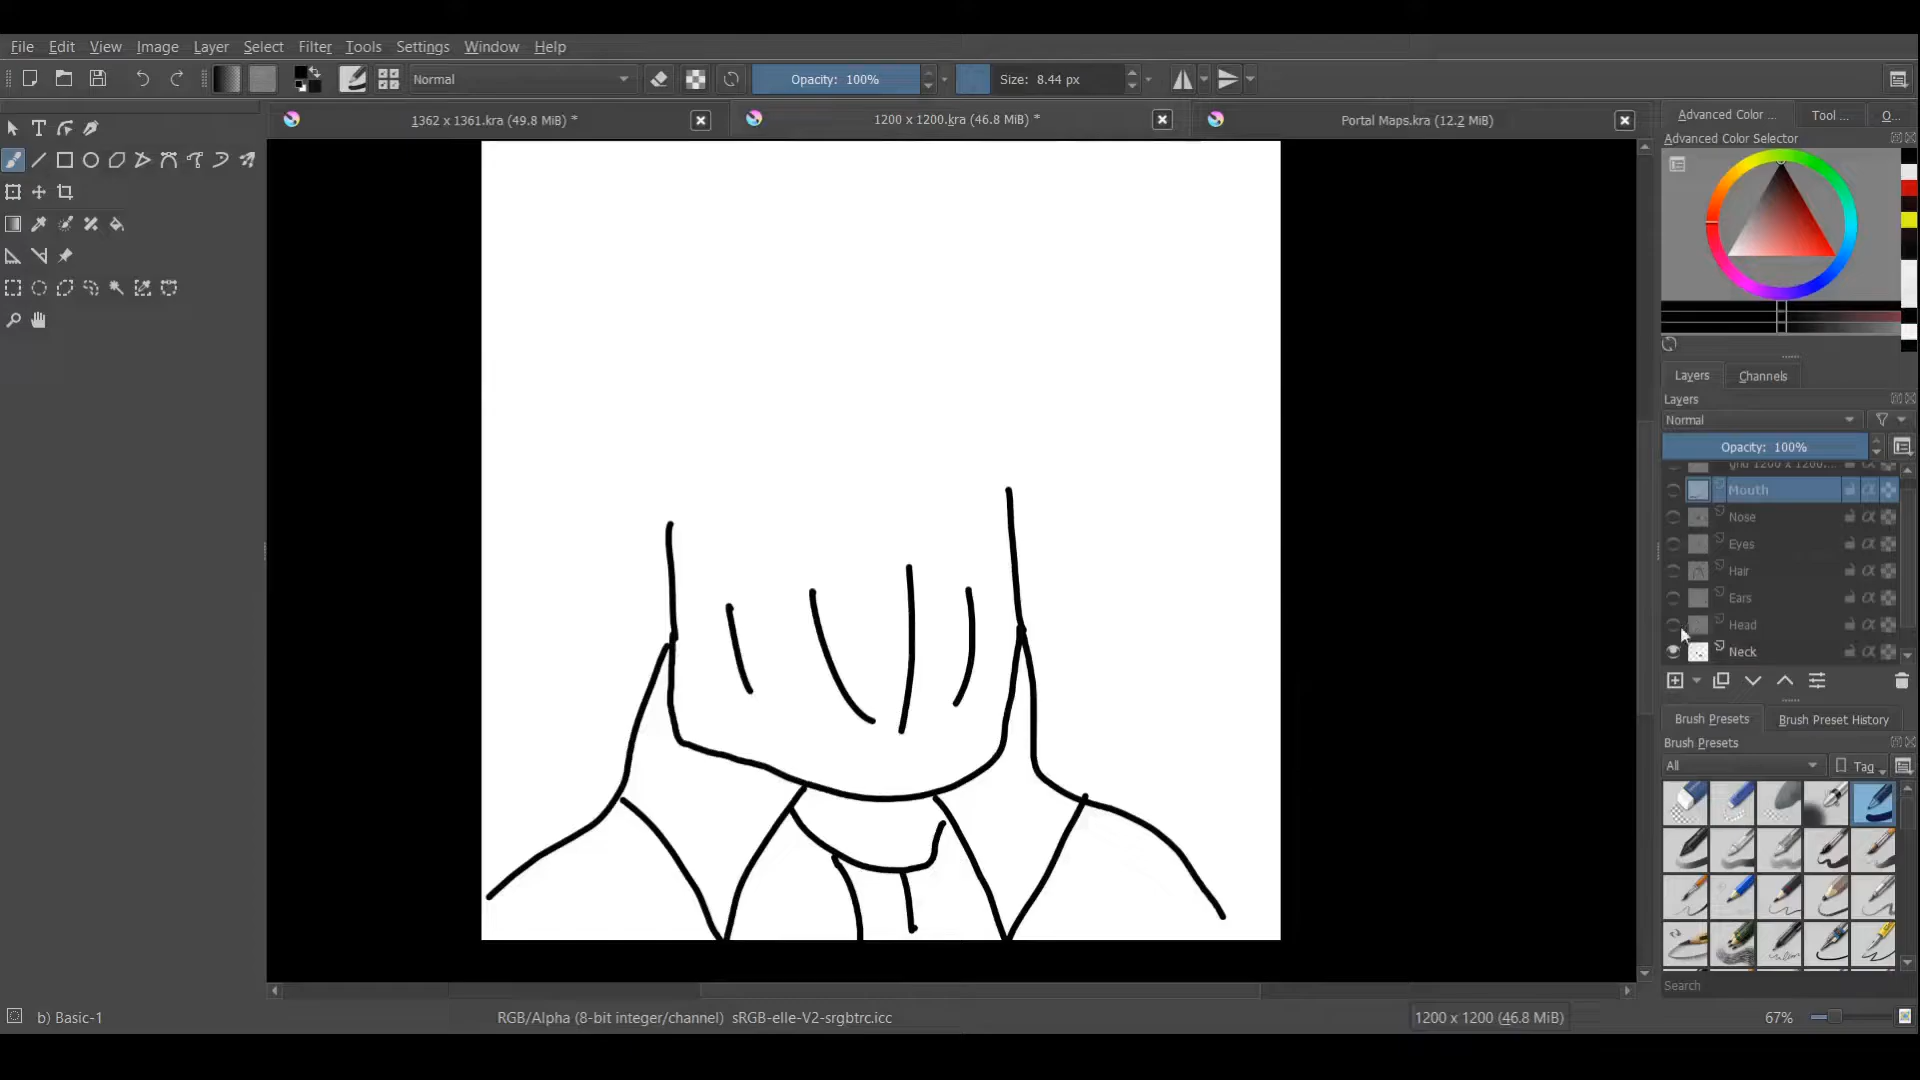 File Edit View Image Layer Select Filter Tools Settings Window Help
Normal Opacity: 100% Size: 8.44 px
1362 x 1361.kra (49.8 MiB) * 1200 x 1200.kra (46.8 MiB) * Portal Maps.kra (12.2 MiB)
Advanced Color ... Tool ... O...
Advanced Color Selector
Layers Channels
Layers
Normal
Opacity: 100%
grid 1200 x 1200...
Mouth
Nose
Eyes
Hair
Ears
Head
Neck
Brush Presets Brush Preset History
Brush Presets
All Tag
Search
b) Basic-1 RGB/Alpha (8-bit integer/channel) sRGB-elle-V2-srgbtrc.icc 1200 x 1200 (46.8 MiB) 67%